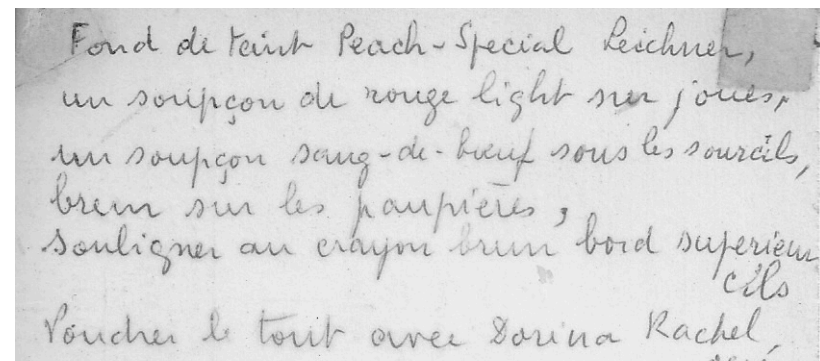 Fond de teint Peach-Special Leichner,
un soupçon de rouge light sur joues,
un soupçon sang-de-bœuf sous les sourcils,
brun sur les paupières,
souligner au crayon brun bord supérieur
cils
Poudrer le tout avec Dorina Rachel,